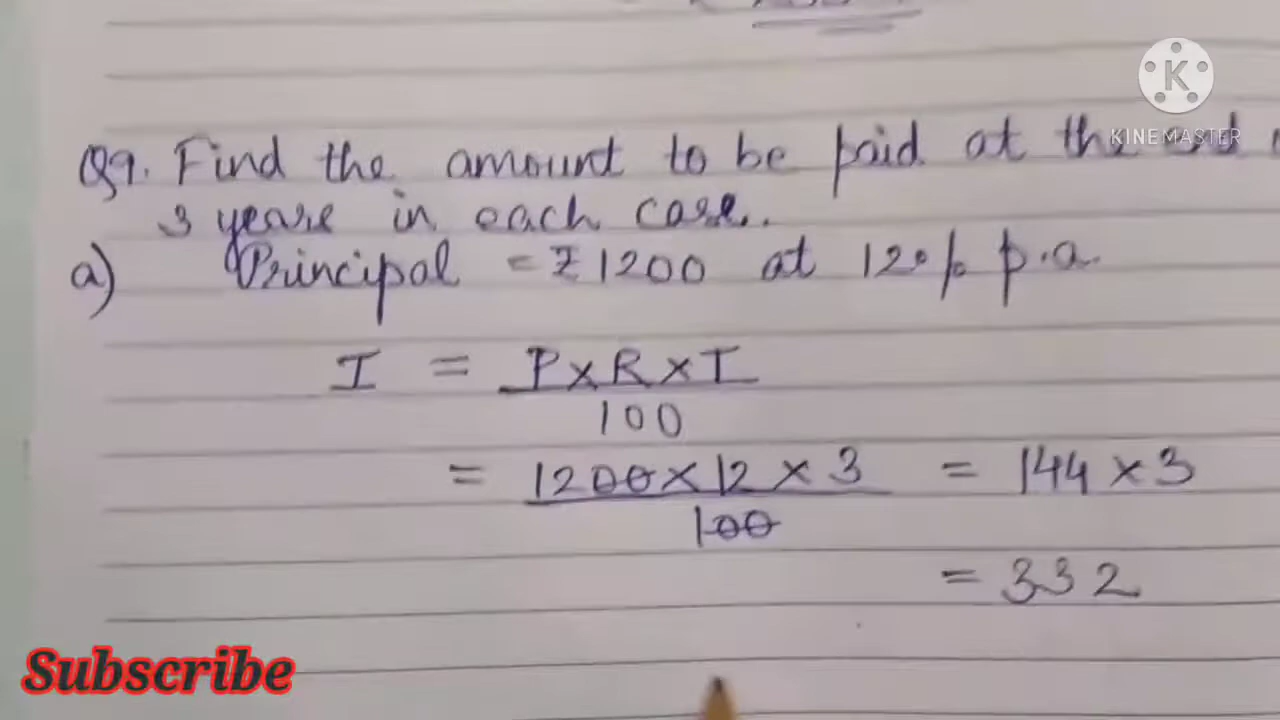 KINEMASTER
Q9. Find the amount to be paid at the end
3 years in each case.
a) Principal = ₹1200 at 12% p.a.
I = P×R×T
100
= 1200×12×3 = 144×3
100
= 332
Subscribe